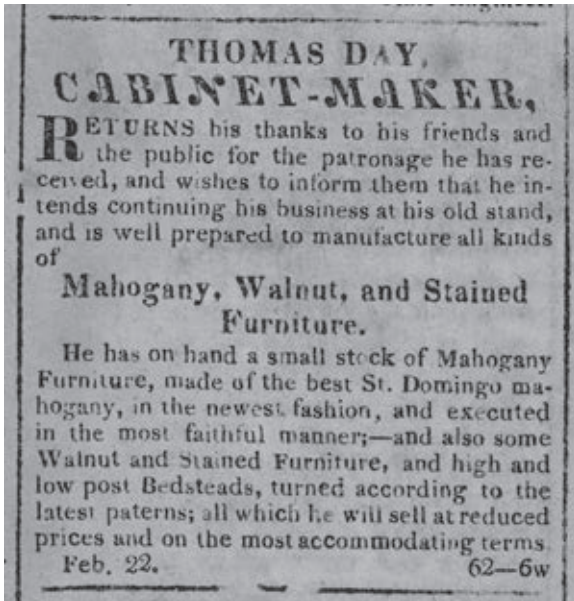 THOMAS DAY,
CABINET-MAKER,
RETURNS his thanks to his friends and
the public for the patronage he has re-
ceived, and wishes to inform them that he in-
tends continuing his business at his old stand,
and is well prepared to manufacture all kinds
of
Mahogany, Walnut, and Stained
Furniture.
He has on hand a small stock of Mahogany
Furniture, made of the best St. Domingo ma-
hogany, in the newest fashion, and executed
in the most faithful manner;—and also some
Walnut and Stained Furniture, and high and
low post Bedsteads, turned according to the
latest paterns; all which he will sell at reduced
prices and on the most accommodating terms
Feb. 22. 62—6w